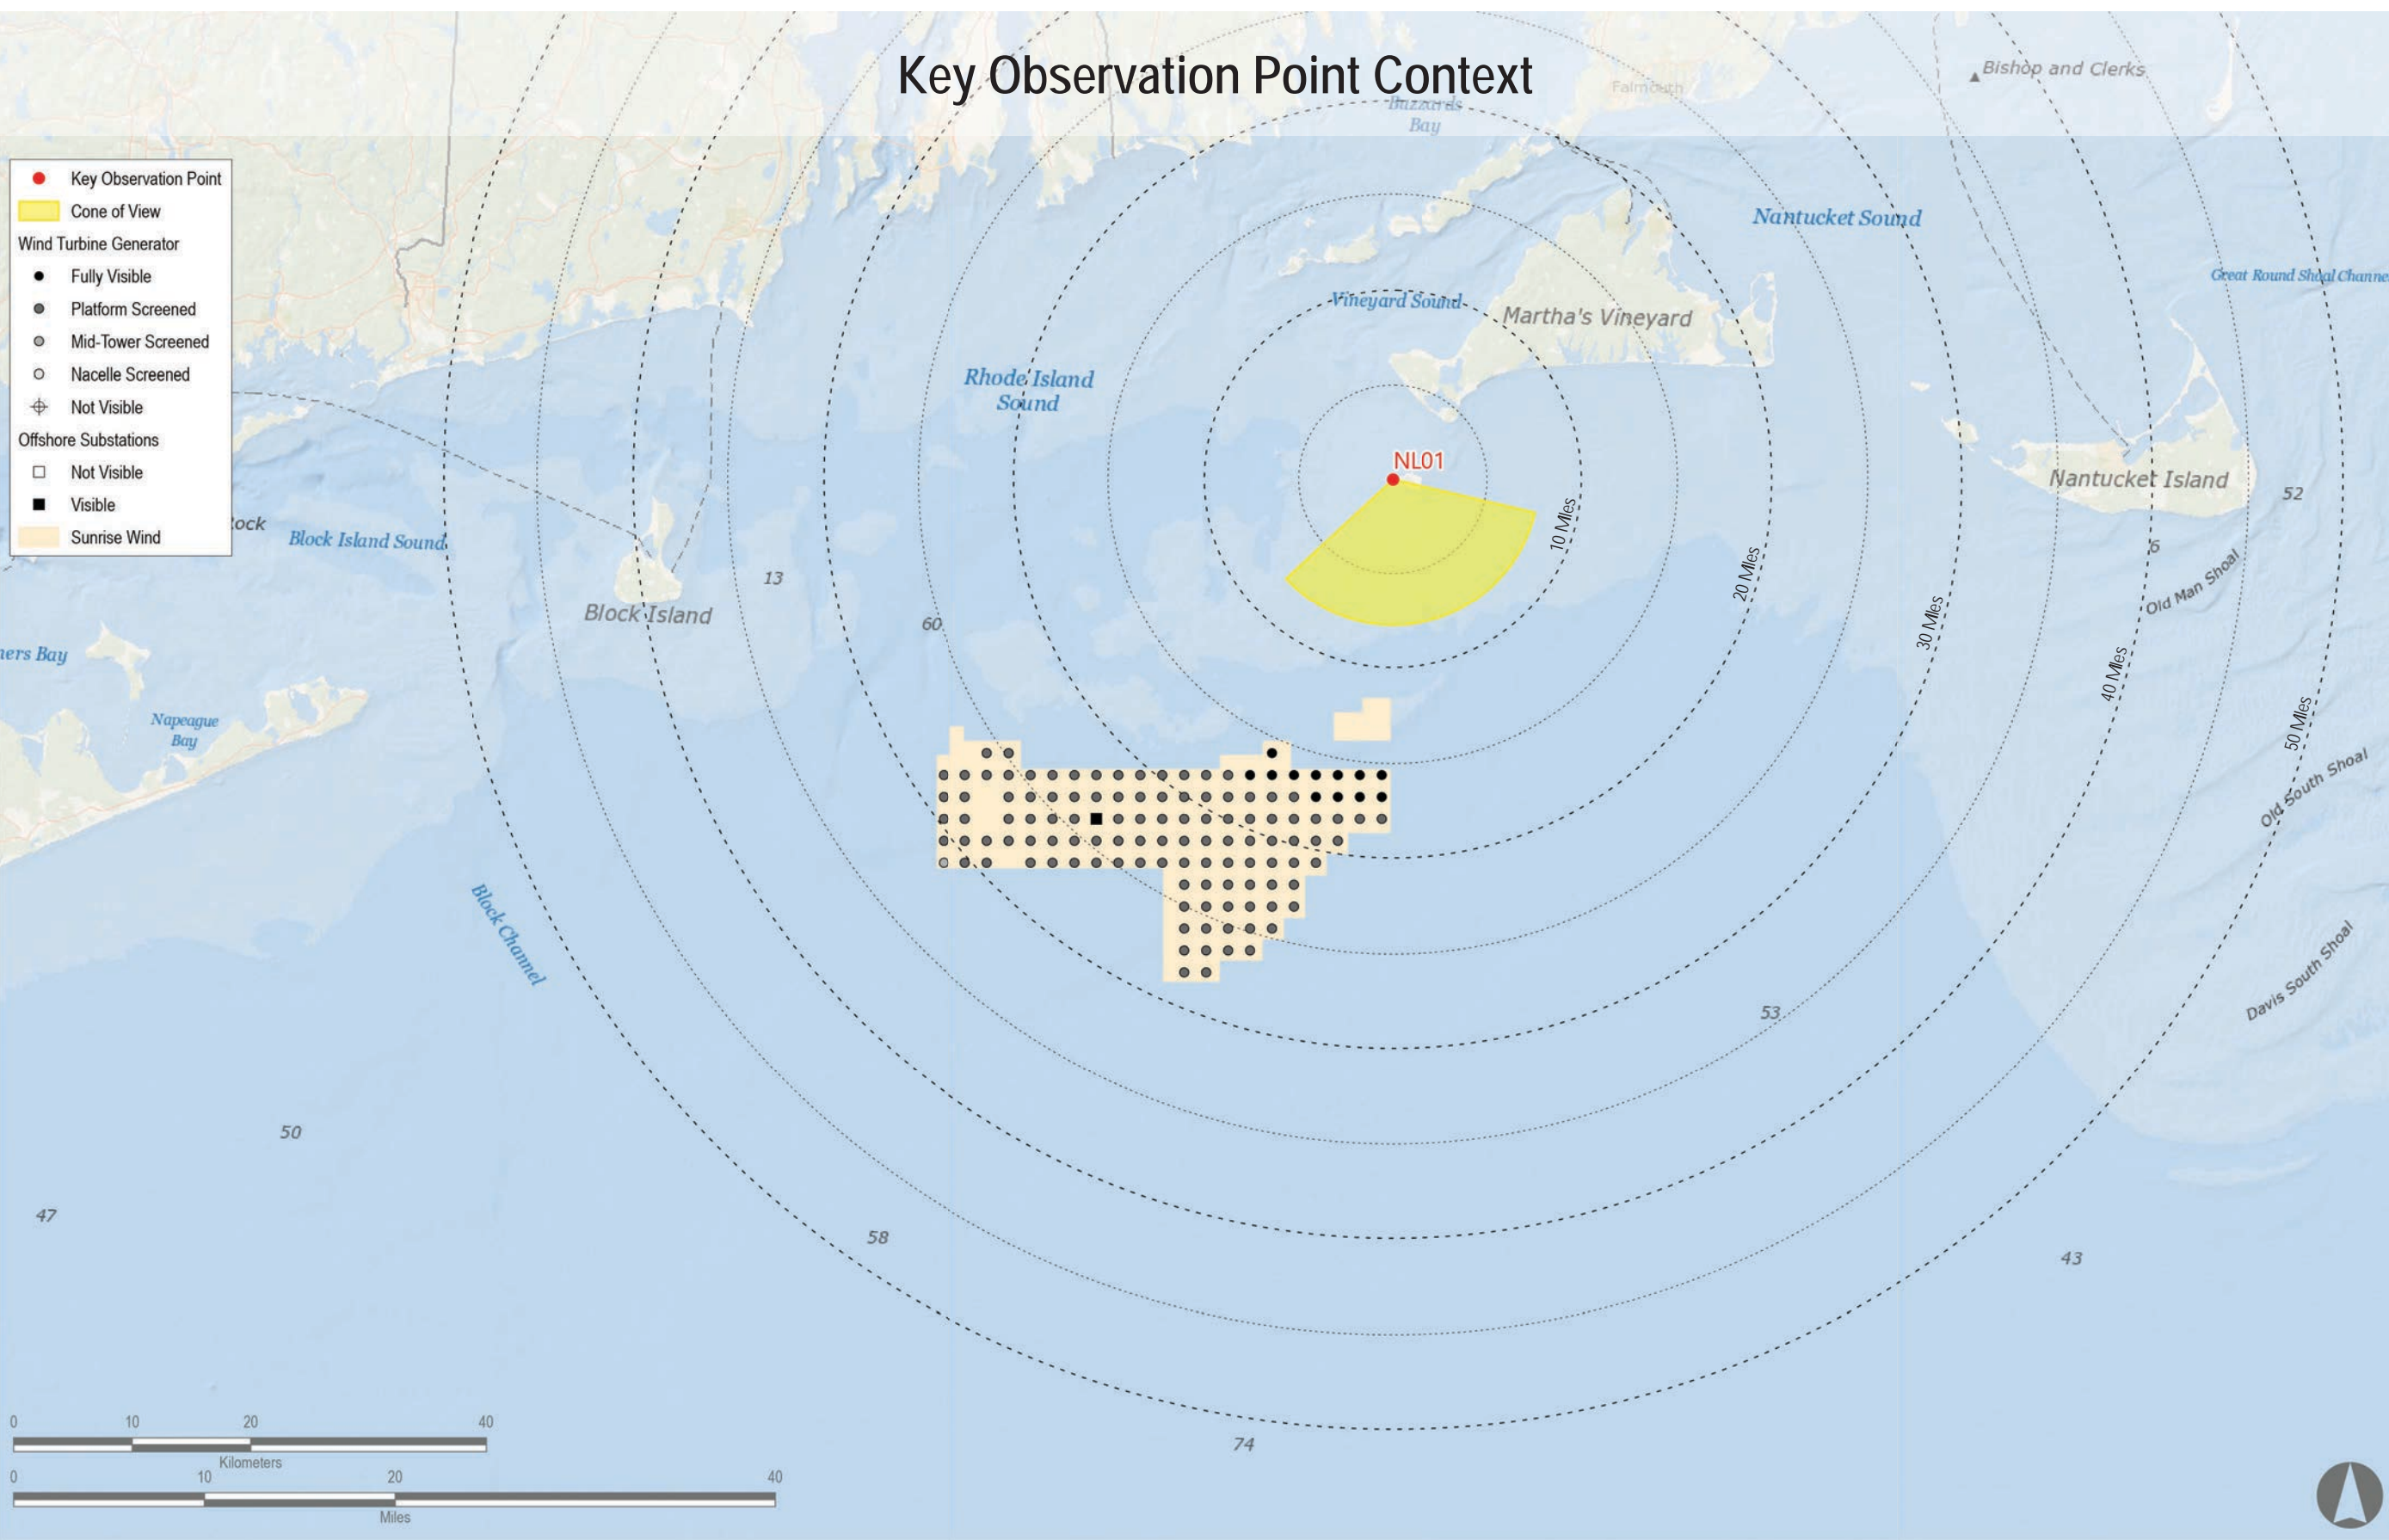 Key Observation Point Context
Bishop and Clerks
Falmouth
Buzzards
Bay
Key Observation Point
Cone of View
Wind Turbine Generator
Fully Visible
Platform Screened
Mid-Tower Screened
Nacelle Screened
Not Visible
Offshore Substations
Not Visible
Visible
Sunrise Wind
Nantucket Sound
Great Round Shoal Channe
Vineyard Sound
Martha's Vineyard
Rhode Island
Sound
NL01
Nantucket Island
52
10 Miles
20 Miles
30 Miles
40 Miles
50 Miles
ock
Block Island Sound
6
Old Man Shoal
13
Block Island
60
ners Bay
Napeague
Bay
Old South Shoal
Block Channel
Davis South Shoal
53
50
47
58
43
74
0 10 20 40
Kilometers
0 10 20 40
Miles